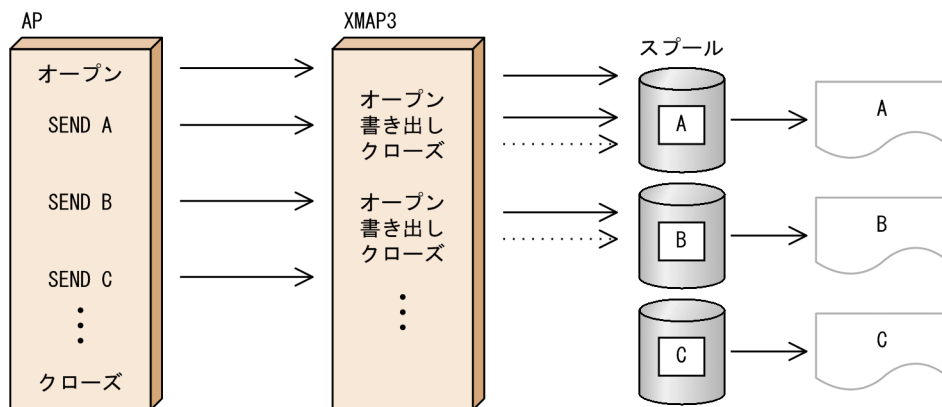 AP
オープン
SEND A
SEND B
SEND C
クローズ
XMAP3
オープン
書き出し
クローズ
オープン
書き出し
クローズ
スプール
A
B
C
A
B
C